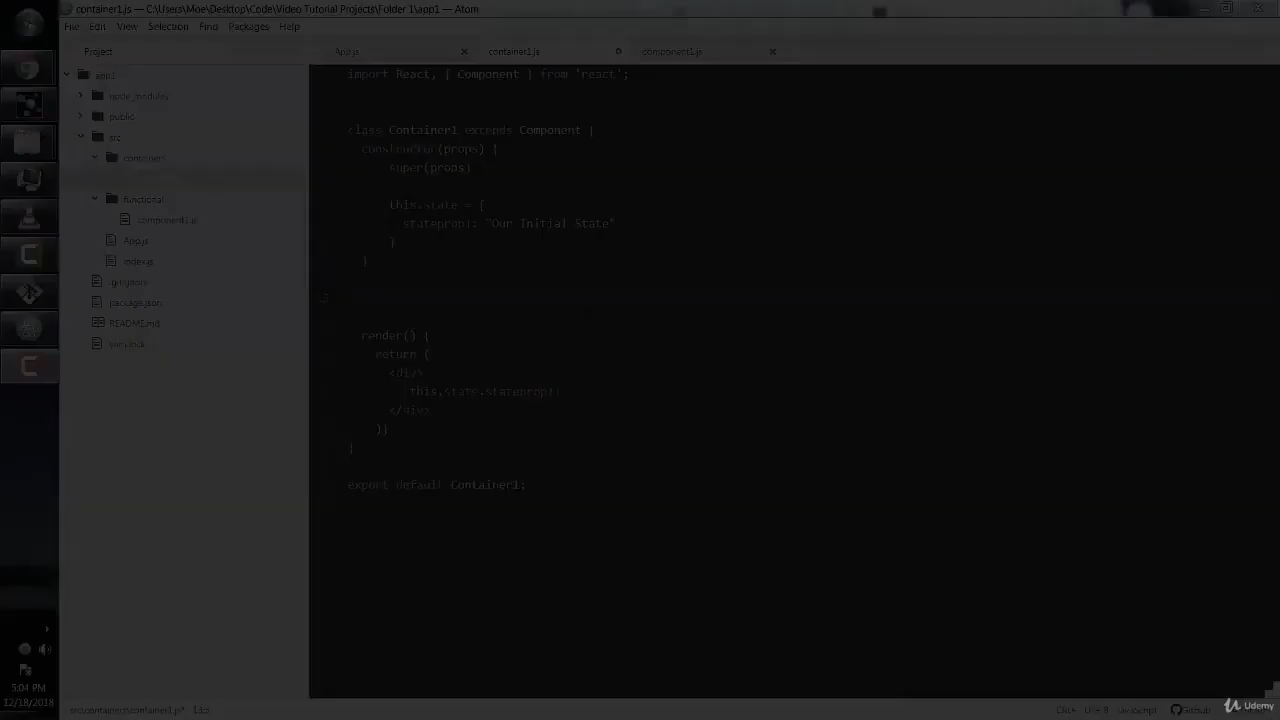 container1.js — C:\Users\Moe\Desktop\Code\Video Tutorial Projects\Folder 1\app1 — Atom
File Edit View Selection Find Packages Help
Project
App.js
container1.js
component1.js
app1
node_modules
public
src
containers
functional
component1.js
App.js
index.js
.gitignore
package.json
README.md
yarn.lock
import React, { Component } from 'react';
class Container1 extends Component {
constructor(props) {
super(props)
this.state = {
stateprop1: "Our Initial State"
}
}
render() {
return (
<div>
{this.state.stateprop1}
</div>
)}
}
export default Container1;
5:04 PM
12/18/2018
src\containers\container1.js*
CRLF UTF-8 JavaScript GitHub
Udemy